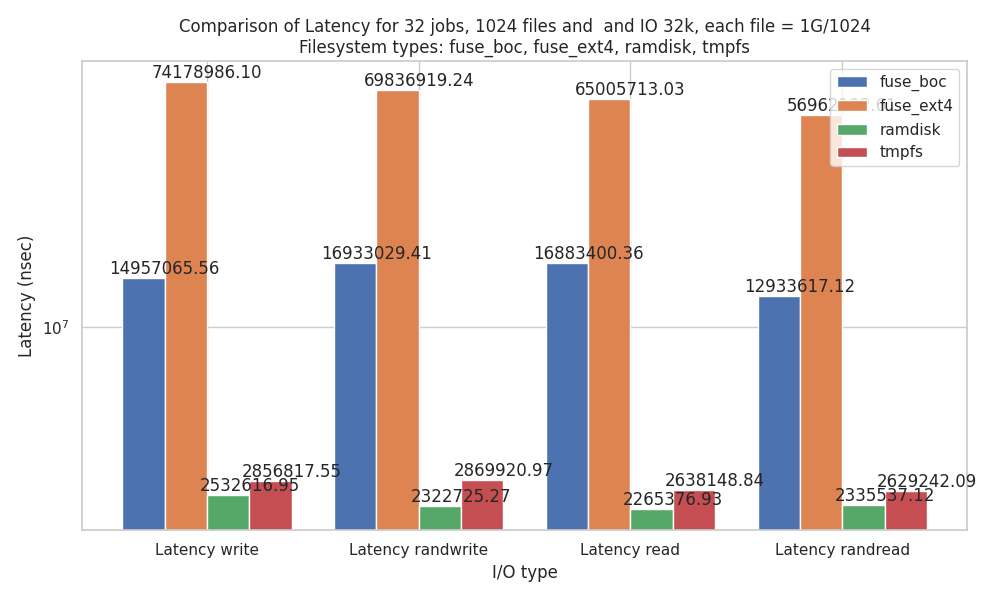 Comparison of Latency for 32 jobs, 1024 files and  and IO 32k, each file = 1G/1024
Filesystem types: fuse_boc, fuse_ext4, ramdisk, tmpfs
74178986.10
69836919.24
65005713.03
fuse_boc
fuse_ext4
ramdisk
tmpfs
14957065.56
16933029.41
16883400.36
12933617.12
Latency (nsec)
10^7
2532616.95
2856817.55
2322725.27
2869920.97
2265376.93
2638148.84
2335537.12
2629242.09
Latency write
Latency randwrite
Latency read
Latency randread
I/O type